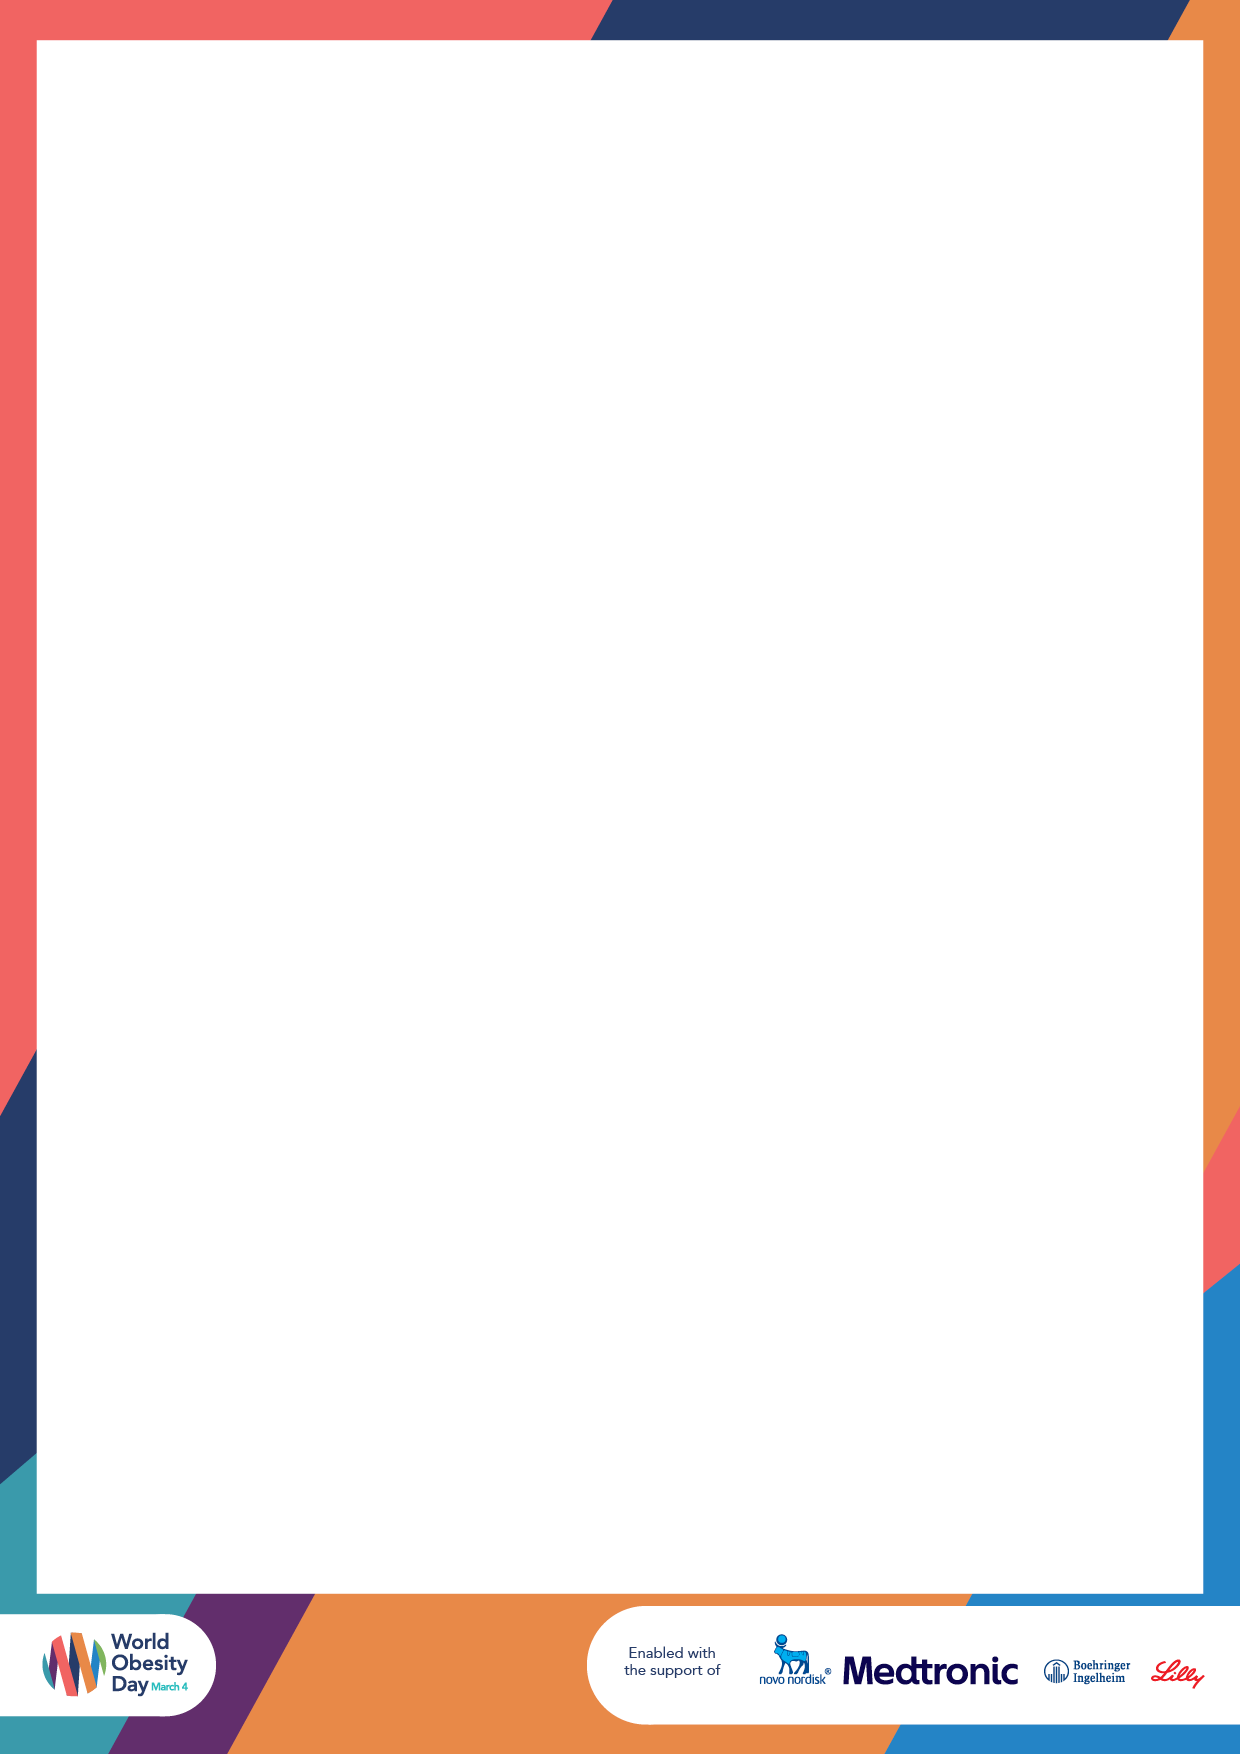 World
Obesity
Day March 4
Enabled with
the support of
novo nordisk®
Medtronic
Boehringer
Ingelheim
Lilly